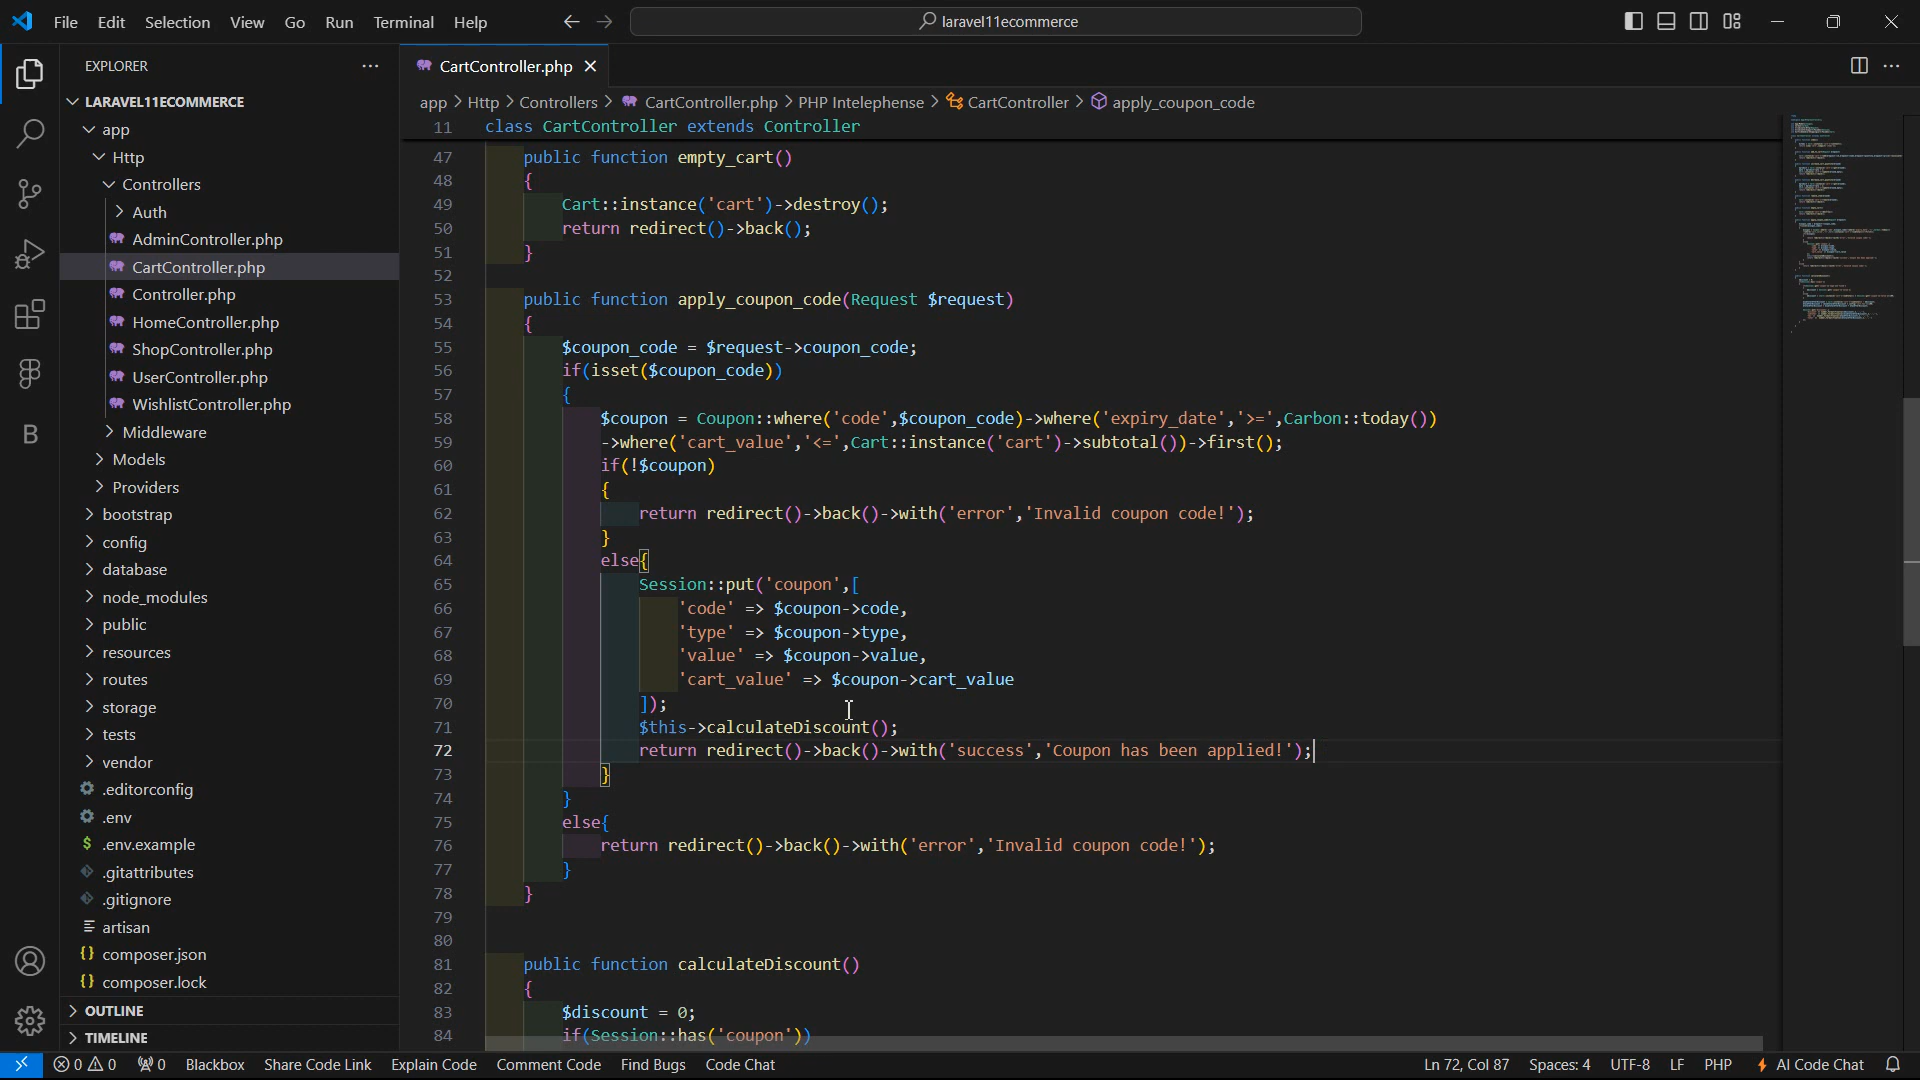 File Edit Selection View Go Run Terminal Help
laravel11ecommerce
EXPLORER
LARAVEL11ECOMMERCE
app
Http
Controllers
Auth
AdminController.php
CartController.php
Controller.php
HomeController.php
ShopController.php
UserController.php
WishlistController.php
Middleware
Models
Providers
bootstrap
config
database
node_modules
public
resources
routes
storage
tests
vendor
.editorconfig
.env
.env.example
.gitattributes
.gitignore
artisan
composer.json
composer.lock
OUTLINE
TIMELINE
CartController.php
app > Http > Controllers > CartController.php > PHP Intelephense > CartController > apply_coupon_code
11 class CartController extends Controller
47 public function empty_cart()
48 {
49 Cart::instance('cart')->destroy();
50 return redirect()->back();
51 }
52
53 public function apply_coupon_code(Request $request)
54 {
55 $coupon_code = $request->coupon_code;
56 if(isset($coupon_code))
57 {
58 $coupon = Coupon::where('code',$coupon_code)->where('expiry_date','>=',Carbon::today())
59 ->where('cart_value','<=',Cart::instance('cart')->subtotal())->first();
60 if(!$coupon)
61 {
62 return redirect()->back()->with('error','Invalid coupon code!');
63 }
64 else{
65 Session::put('coupon',[
66 'code' => $coupon->code,
67 'type' => $coupon->type,
68 'value' => $coupon->value,
69 'cart_value' => $coupon->cart_value
70 ]);
71 $this->calculateDiscount();
72 return redirect()->back()->with('success','Coupon has been applied!');
73 }
74 }
75 else{
76 return redirect()->back()->with('error','Invalid coupon code!');
77 }
78 }
79
80
81 public function calculateDiscount()
82 {
83 $discount = 0;
84 if(Session::has('coupon'))
0 0 0 Blackbox Share Code Link Explain Code Comment Code Find Bugs Code Chat Ln 72, Col 87 Spaces: 4 UTF-8 LF PHP AI Code Chat